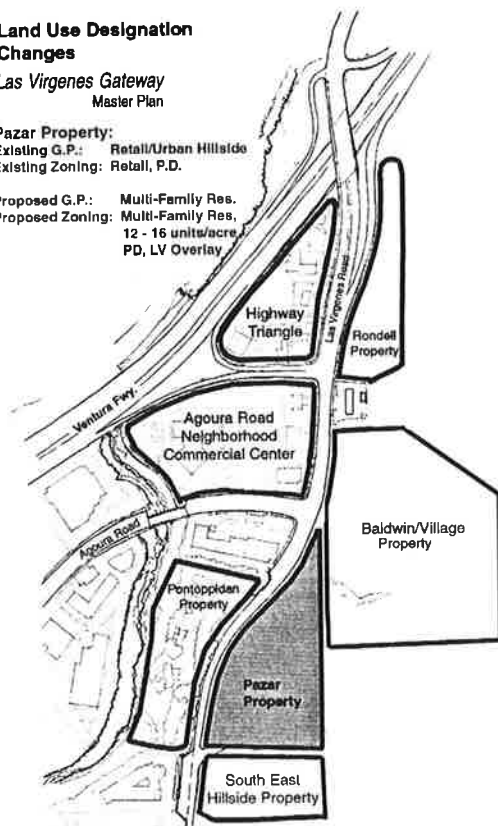 Land Use Designation
Changes
Las Virgenes Gateway
Master Plan
Pazar Property:
Existing G.P.: Retail/Urban Hillside
Existing Zoning: Retail, P.D.
Proposed G.P.: Multi-Family Res.
Proposed Zoning: Multi-Family Res,
12 - 16 units/acre,
PD, LV Overlay
Highway
Triangle
Las Virgenes Road
Rondell
Property
Ventura Fwy.
Agoura Road
Neighborhood
Commercial Center
Agoura Road
Baldwin/Village
Property
Pontoppidan
Property
Pazar
Property
South East
Hillside Property